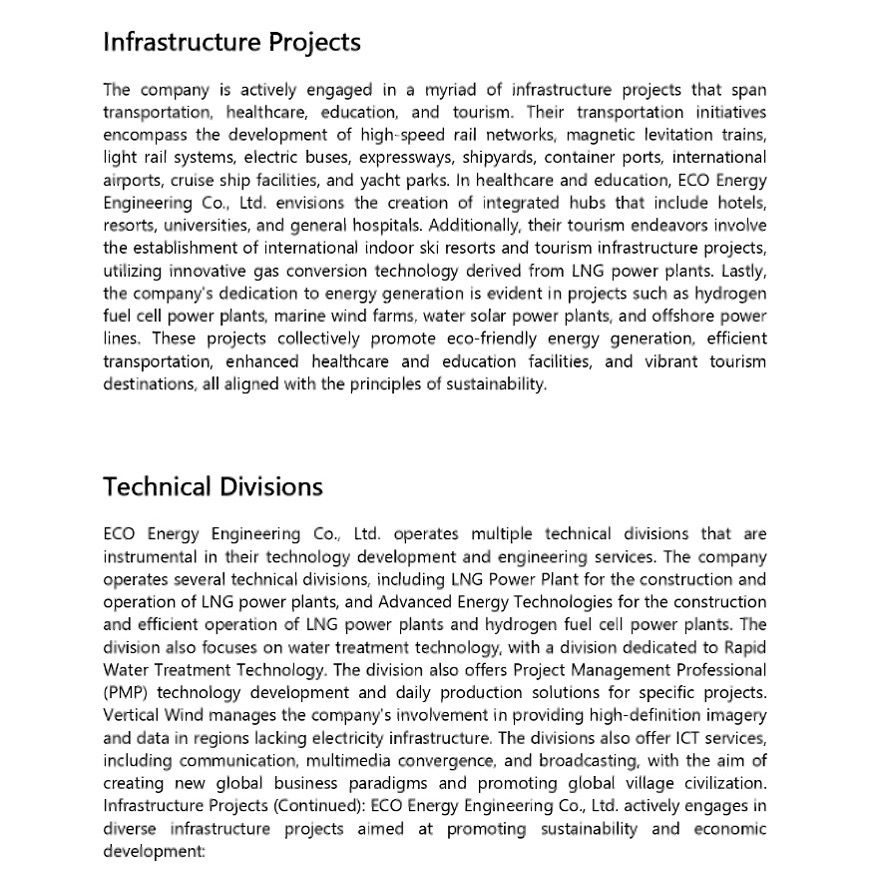 Infrastructure Projects
The company is actively engaged in a myriad of infrastructure projects that span
transportation, healthcare, education, and tourism. Their transportation initiatives
encompass the development of high-speed rail networks, magnetic levitation trains,
light rail systems, electric buses, expressways, shipyards, container ports, international
airports, cruise ship facilities, and yacht parks. In healthcare and education, ECO Energy
Engineering Co., Ltd. envisions the creation of integrated hubs that include hotels,
resorts, universities, and general hospitals. Additionally, their tourism endeavors involve
the establishment of international indoor ski resorts and tourism infrastructure projects,
utilizing innovative gas conversion technology derived from LNG power plants. Lastly,
the company's dedication to energy generation is evident in projects such as hydrogen
fuel cell power plants, marine wind farms, water solar power plants, and offshore power
lines. These projects collectively promote eco-friendly energy generation, efficient
transportation, enhanced healthcare and education facilities, and vibrant tourism
destinations, all aligned with the principles of sustainability.
Technical Divisions
ECO Energy Engineering Co., Ltd. operates multiple technical divisions that are
instrumental in their technology development and engineering services. The company
operates several technical divisions, including LNG Power Plant for the construction and
operation of LNG power plants, and Advanced Energy Technologies for the construction
and efficient operation of LNG power plants and hydrogen fuel cell power plants. The
division also focuses on water treatment technology, with a division dedicated to Rapid
Water Treatment Technology. The division also offers Project Management Professional
(PMP) technology development and daily production solutions for specific projects.
Vertical Wind manages the company's involvement in providing high-definition imagery
and data in regions lacking electricity infrastructure. The divisions also offer ICT services,
including communication, multimedia convergence, and broadcasting, with the aim of
creating new global business paradigms and promoting global village civilization.
Infrastructure Projects (Continued): ECO Energy Engineering Co., Ltd. actively engages in
diverse infrastructure projects aimed at promoting sustainability and economic
development: